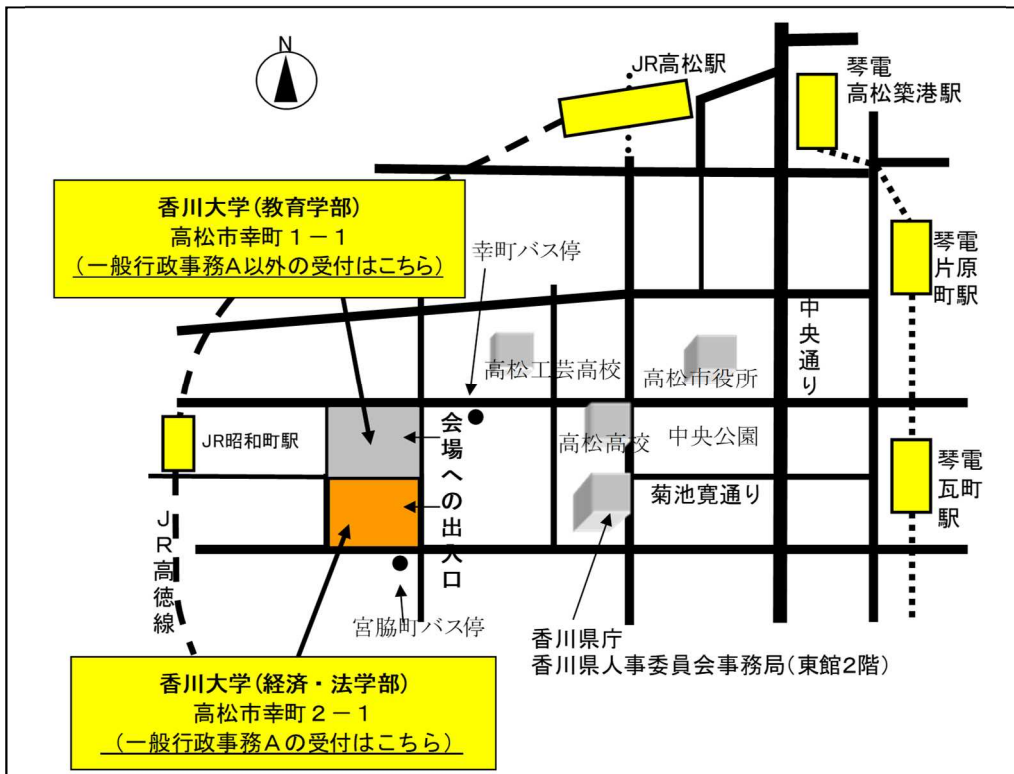 N
JR高松駅
琴電
高松築港駅
香川大学(教育学部)
高松市幸町1-1
(一般行政事務A以外の受付はこちら)
幸町バス停
琴電
片原
町駅
中央通り
高松工芸高校
高松市役所
JR昭和町駅
会場への出入口
高松高校
中央公園
琴電
瓦町
駅
菊池寛通り
JR高徳線
宮脇町バス停
香川県庁
香川県人事委員会事務局(東館2階)
香川大学(経済・法学部)
高松市幸町2-1
(一般行政事務Aの受付はこちら)